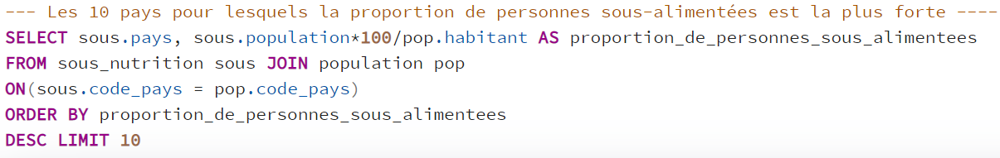 --- Les 10 pays pour lesquels la proportion de personnes sous-alimentées est la plus forte ----
SELECT sous.pays, sous.population*100/pop.habitant AS proportion_de_personnes_sous_alimentees
FROM sous_nutrition sous JOIN population pop
ON(sous.code_pays = pop.code_pays)
ORDER BY proportion_de_personnes_sous_alimentees
DESC LIMIT 10